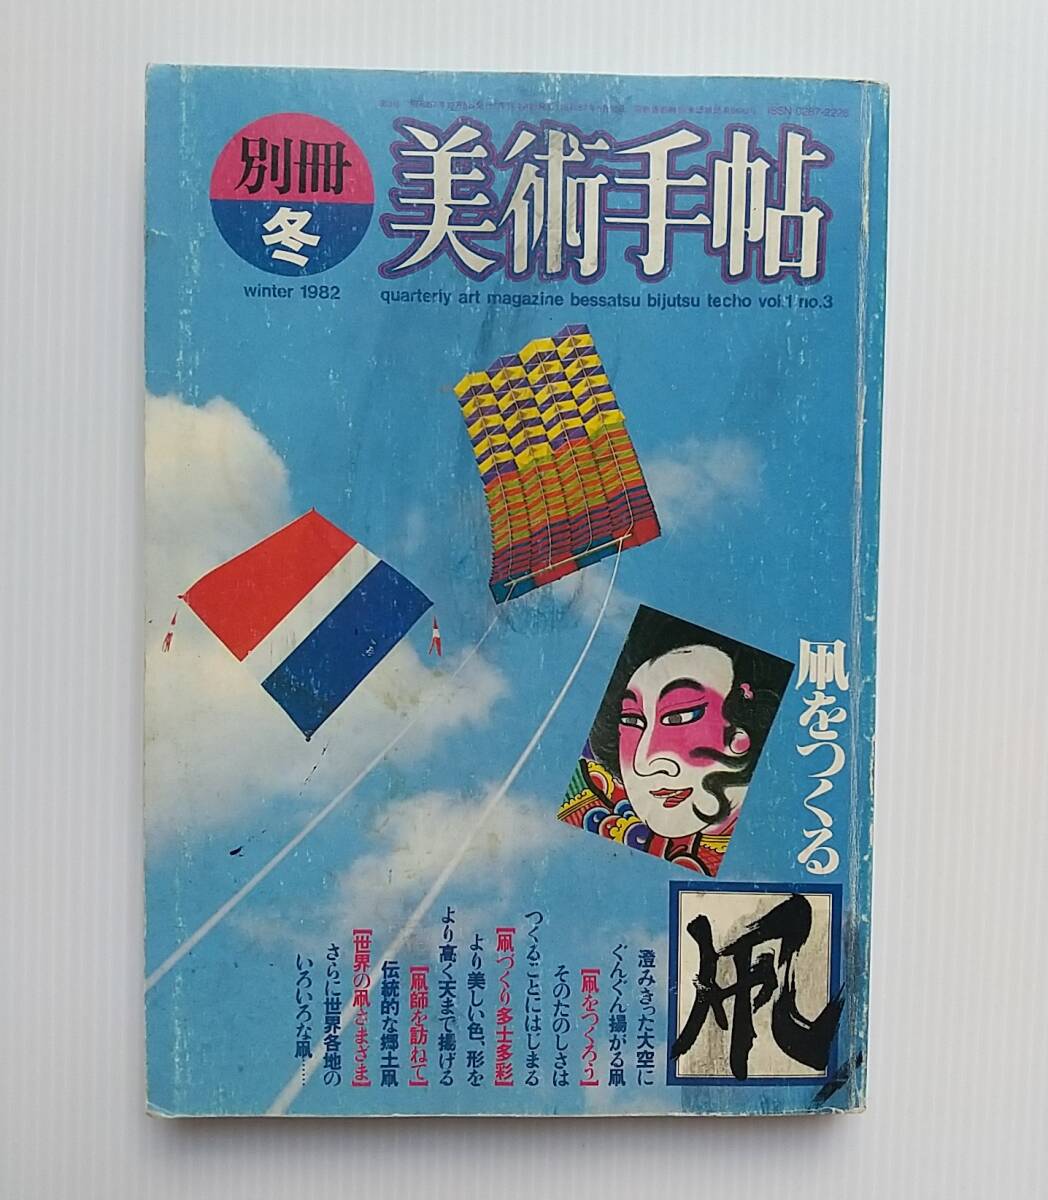 ISSN 0287-2226
別冊
冬
winter 1982
美術手帖
quarterly art magazine bessatsu bijutsu techo vol.1 no.3
凧をつくる
凧
澄みきった大空に
ぐんぐん揚がる凧
【凧をつくろう】
そのたのしさは
つくることにはじまる
【凧づくり多士多彩】
より美しい色、形を
より高く天まで揚げる
【凧師を訪ねて】
伝統的な郷土凧
【世界の凧さまざま】
さらに世界各地の
いろいろな凧……